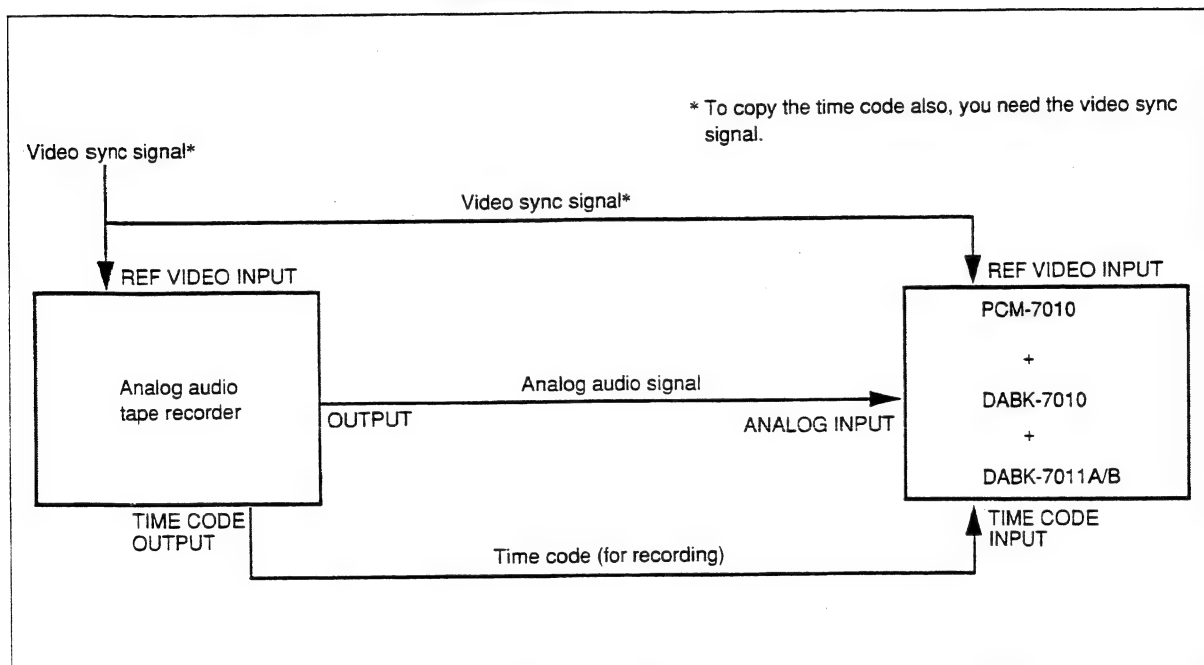 * To copy the time code also, you need the video sync
signal.
Video sync signal*
Video sync signal*
REF VIDEO INPUT
REF VIDEO INPUT
Analog audio
tape recorder
PCM-7010
+
DABK-7010
+
DABK-7011A/B
Analog audio signal
OUTPUT
ANALOG INPUT
TIME CODE
OUTPUT
TIME CODE
INPUT
Time code (for recording)